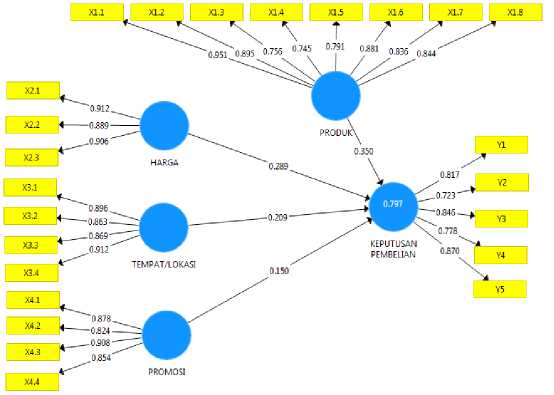 X1.1 X1.2 X1.3 X1.4 X1.5 X1.6 X1.7 X1.8
0.951 0.895 0.756 0.745 0.791 0.881 0.836 0.844
PRODUK
0.350
X2.1
X2.2
X2.3
0.912
0.889
0.906
HARGA
0.289
X3.1
X3.2
X3.3
X3.4
0.896
0.863
0.869
0.912
TEMPAT/LOKASI
0.209
X4.1
X4.2
X4.3
X4.4
0.878
0.824
0.908
0.854
PROMOSI
0.150
0.797
KEPUTUSAN
PEMBELIAN
0.817
0.723
0.846
0.778
0.870
Y1
Y2
Y3
Y4
Y5